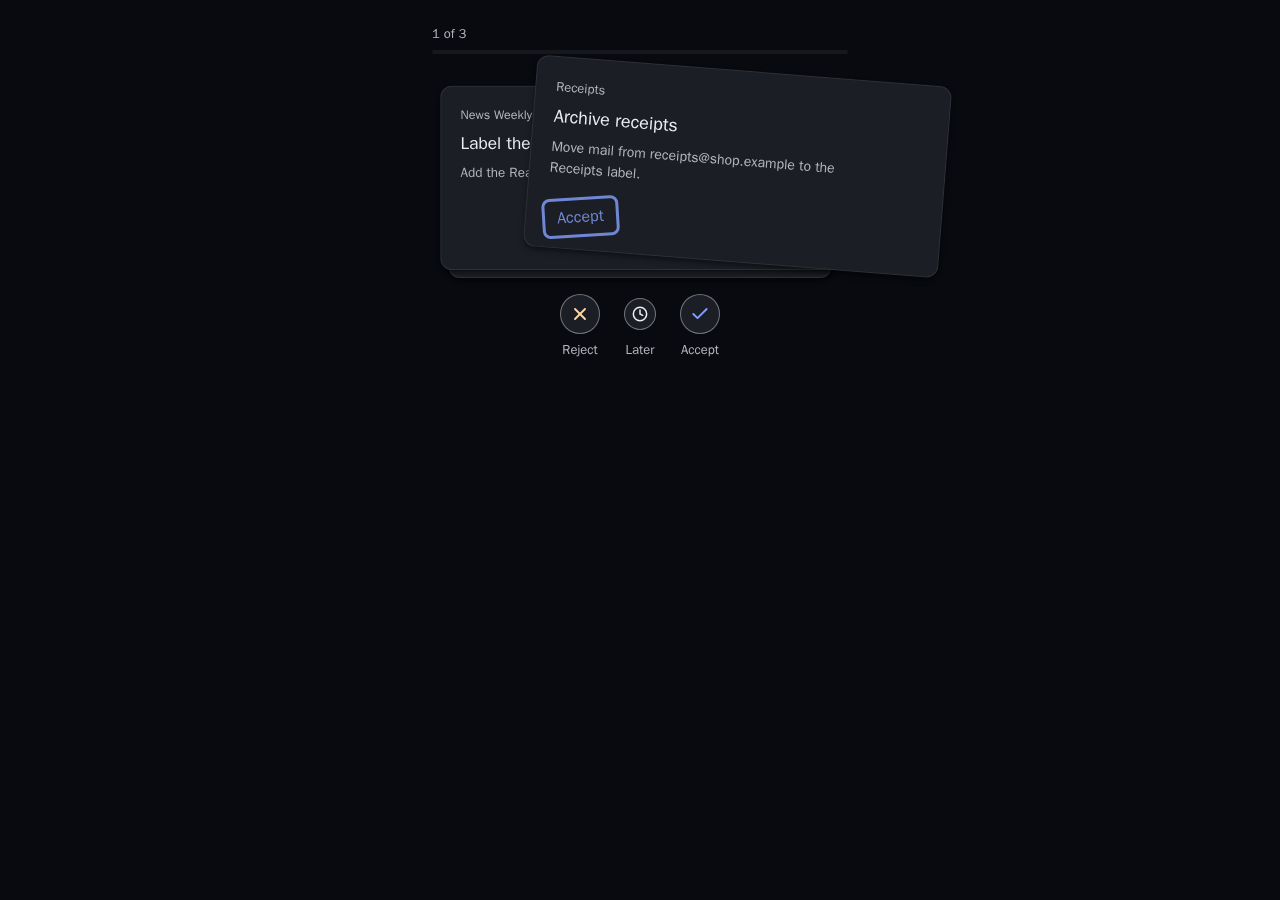 1 of 3
Receipts
Archive receipts
Move mail from receipts@shop.example to the
Receipts label.
Accept
News Weekly
Label the
Add the
Reject
Later
Accept